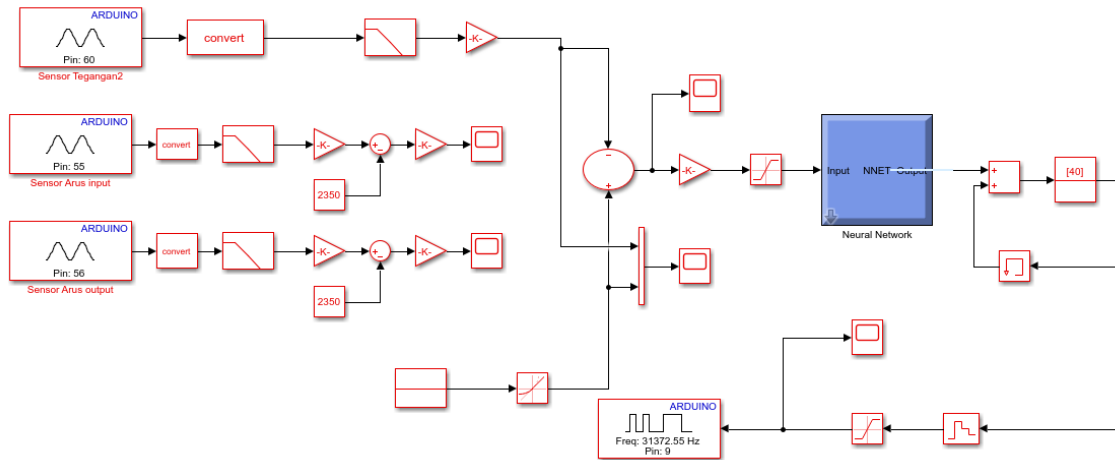 ARDUINO
Pin: 60
Sensor Tegangan2
convert
-K-
ARDUINO
Pin: 55
Sensor Arus input
convert
-K-
+
-
-K-
2350
ARDUINO
Pin: 56
Sensor Arus output
convert
-K-
+
-
-K-
2350
-
+
-K-
Input NNET Output
Neural Network
+
+
[40]
ARDUINO
Freq: 31372.55 Hz
Pin: 9